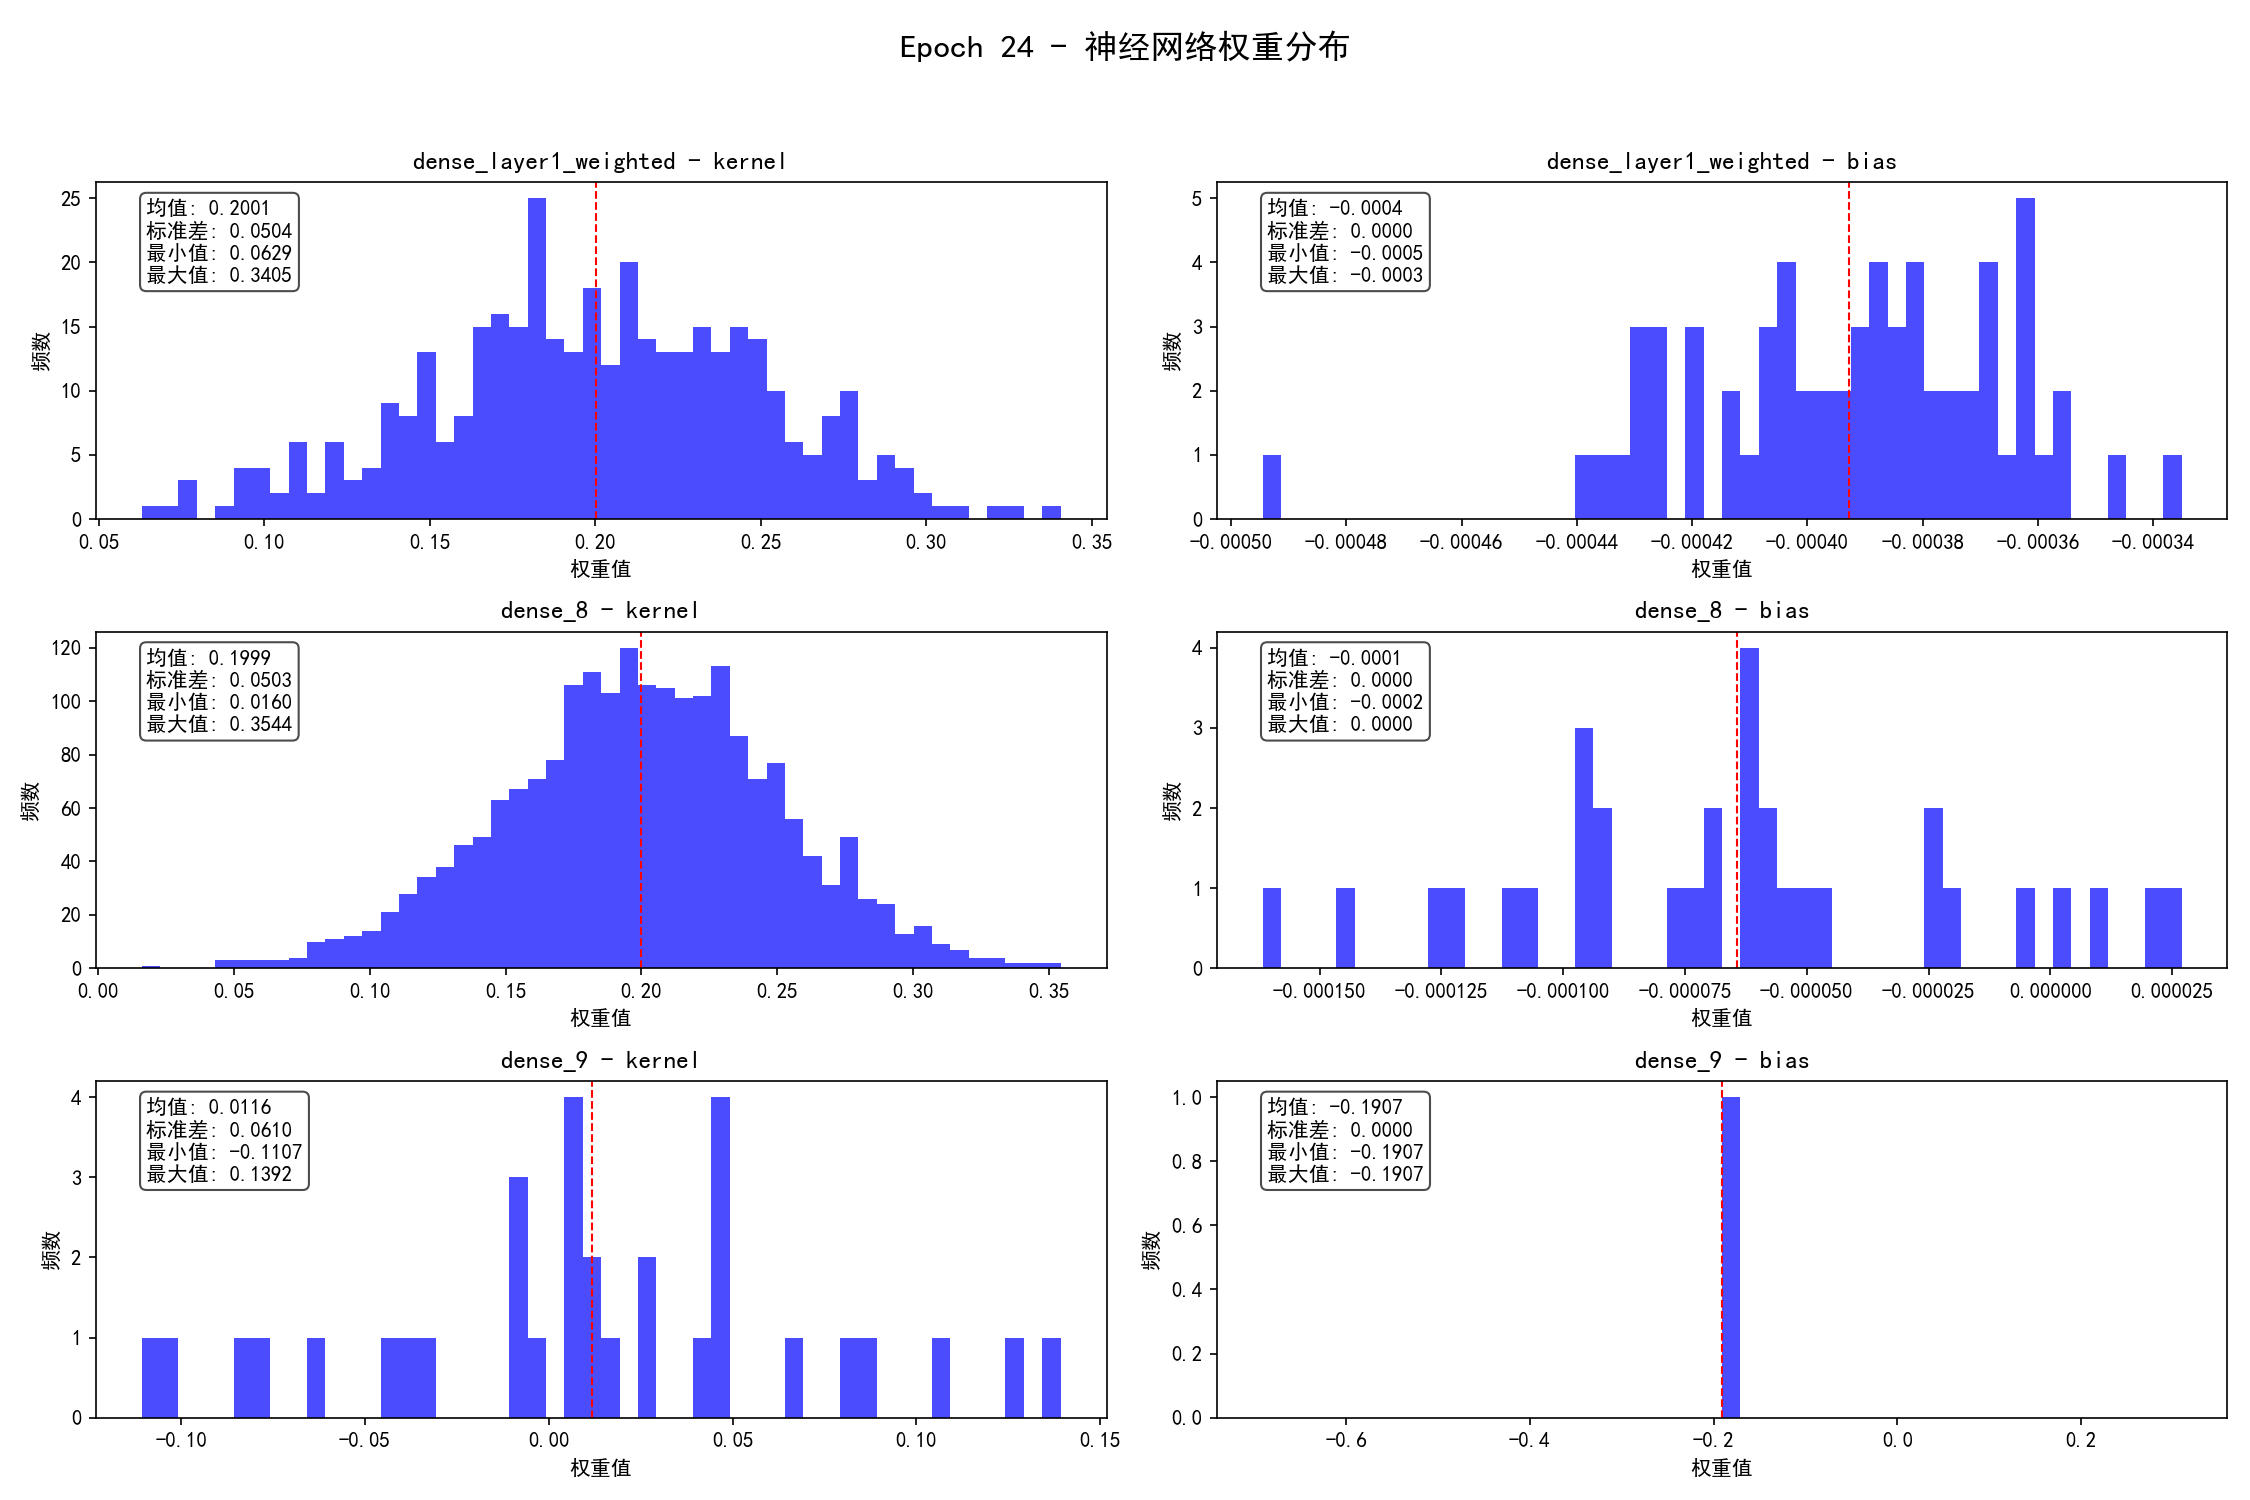 Epoch 24 - 神经网络权重分布
dense_layer1_weighted - kernel
均值: 0.2001
标准差: 0.0504
最小值: 0.0629
最大值: 0.3405
频数
25
20
15
10
5
0
0.05 0.10 0.15 0.20 0.25 0.30 0.35
权重值
dense_layer1_weighted - bias
均值: -0.0004
标准差: 0.0000
最小值: -0.0005
最大值: -0.0003
频数
5
4
3
2
1
0
-0.00050 -0.00048 -0.00046 -0.00044 -0.00042 -0.00040 -0.00038 -0.00036 -0.00034
权重值
dense_8 - kernel
均值: 0.1999
标准差: 0.0503
最小值: 0.0160
最大值: 0.3544
频数
120
100
80
60
40
20
0
0.00 0.05 0.10 0.15 0.20 0.25 0.30 0.35
权重值
dense_8 - bias
均值: -0.0001
标准差: 0.0000
最小值: -0.0002
最大值: 0.0000
频数
4
3
2
1
0
-0.000150 -0.000125 -0.000100 -0.000075 -0.000050 -0.000025 0.000000 0.000025
权重值
dense_9 - kernel
均值: 0.0116
标准差: 0.0610
最小值: -0.1107
最大值: 0.1392
频数
4
3
2
1
0
-0.10 -0.05 0.00 0.05 0.10 0.15
权重值
dense_9 - bias
均值: -0.1907
标准差: 0.0000
最小值: -0.1907
最大值: -0.1907
频数
1.0
0.8
0.6
0.4
0.2
0.0
-0.6 -0.4 -0.2 0.0 0.2
权重值